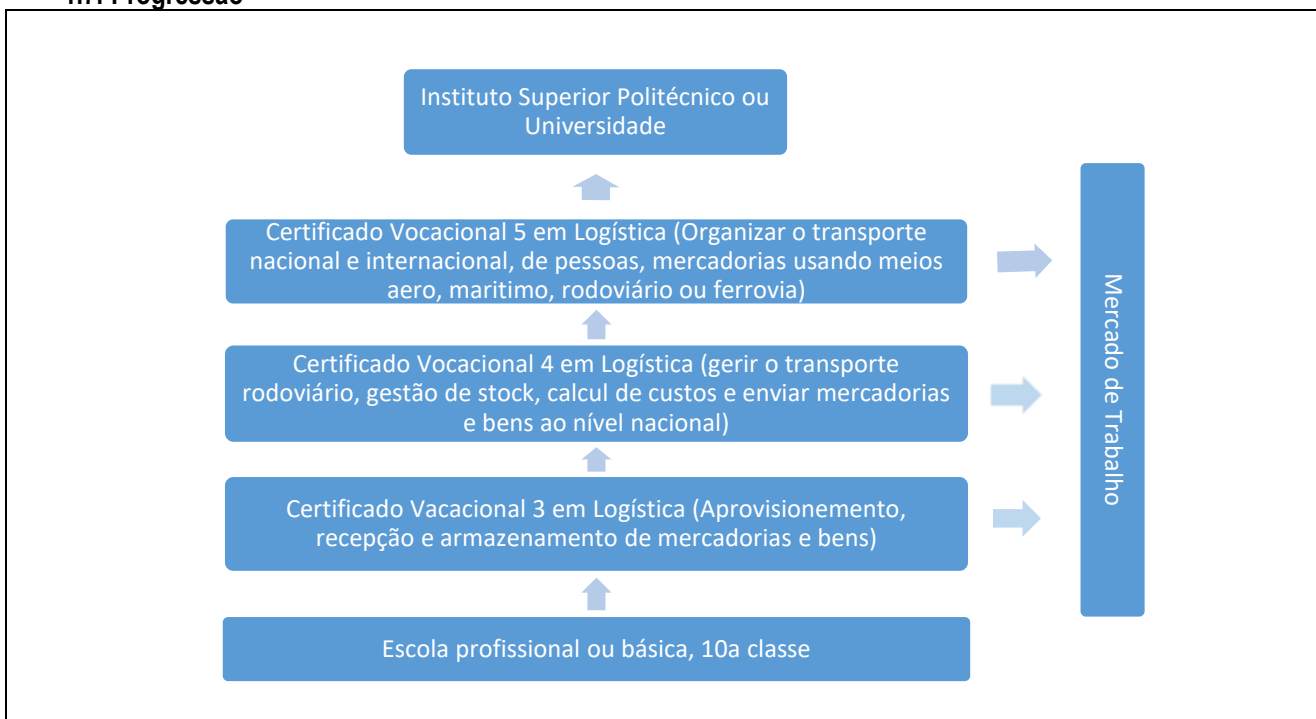 1.7. Progressão
Instituto Superior Politécnico ou
Universidade
Certificado Vocacional 5 em Logística (Organizar o transporte
nacional e internacional, de pessoas, mercadorias usando meios
aero, maritimo, rodoviário ou ferrovia)
Certificado Vocacional 4 em Logística (gerir o transporte
rodoviário, gestão de stock, calcul de custos e enviar mercadorias
e bens ao nível nacional)
Certificado Vacacional 3 em Logística (Aprovisionemento,
recepção e armazenamento de mercadorias e bens)
Escola profissional ou básica, 10a classe
Mercado de Trabalho